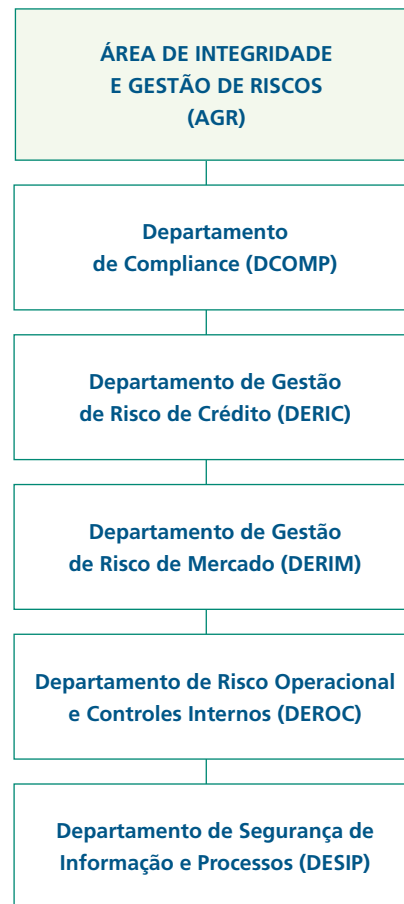 ÁREA DE INTEGRIDADE
E GESTÃO DE RISCOS
(AGR)
Departamento
de Compliance (DCOMP)
Departamento de Gestão
de Risco de Crédito (DERIC)
Departamento de Gestão
de Risco de Mercado (DERIM)
Departamento de Risco Operacional
e Controles Internos (DEROC)
Departamento de Segurança de
Informação e Processos (DESIP)